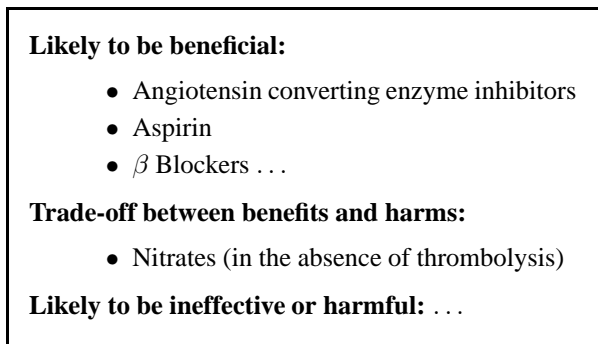 Likely to be beneficial:
• Angiotensin converting enzyme inhibitors
• Aspirin
• β Blockers . . .
Trade-off between benefits and harms:
• Nitrates (in the absence of thrombolysis)
Likely to be ineffective or harmful: . . .